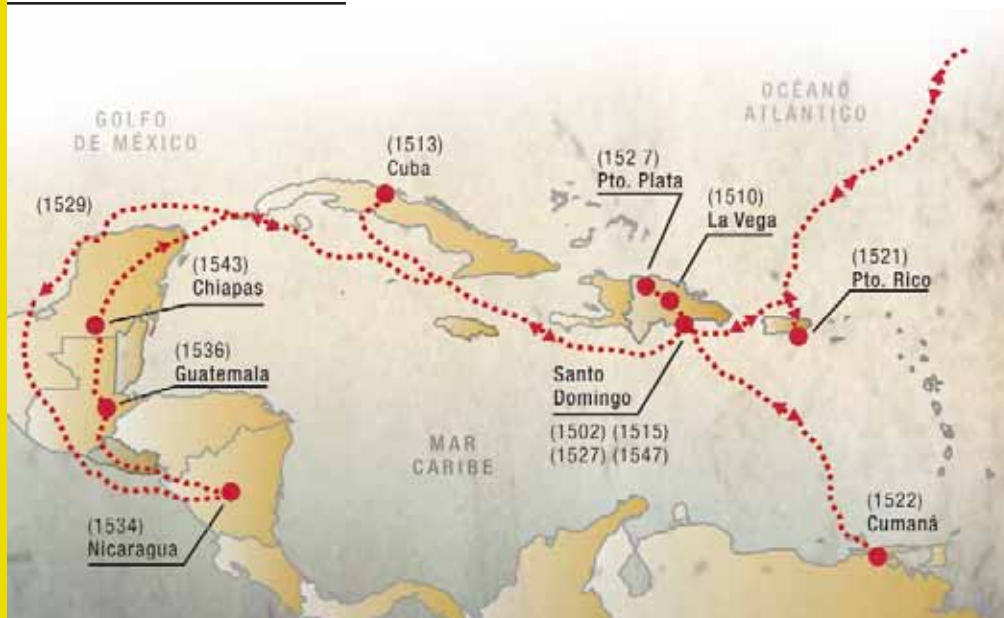 GOLFO
DE MÉXICO
OCÉANO
ATLÁNTICO
(1513)
Cuba
(152 7)
Pto. Plata
(1510)
La Vega
(1529)
(1543)
Chiapas
(1521)
Pto. Rico
(1536)
Guatemala
Santo
Domingo
(1502) (1515)
(1527) (1547)
MAR
CARIBE
(1534)
Nicaragua
(1522)
Cumaná